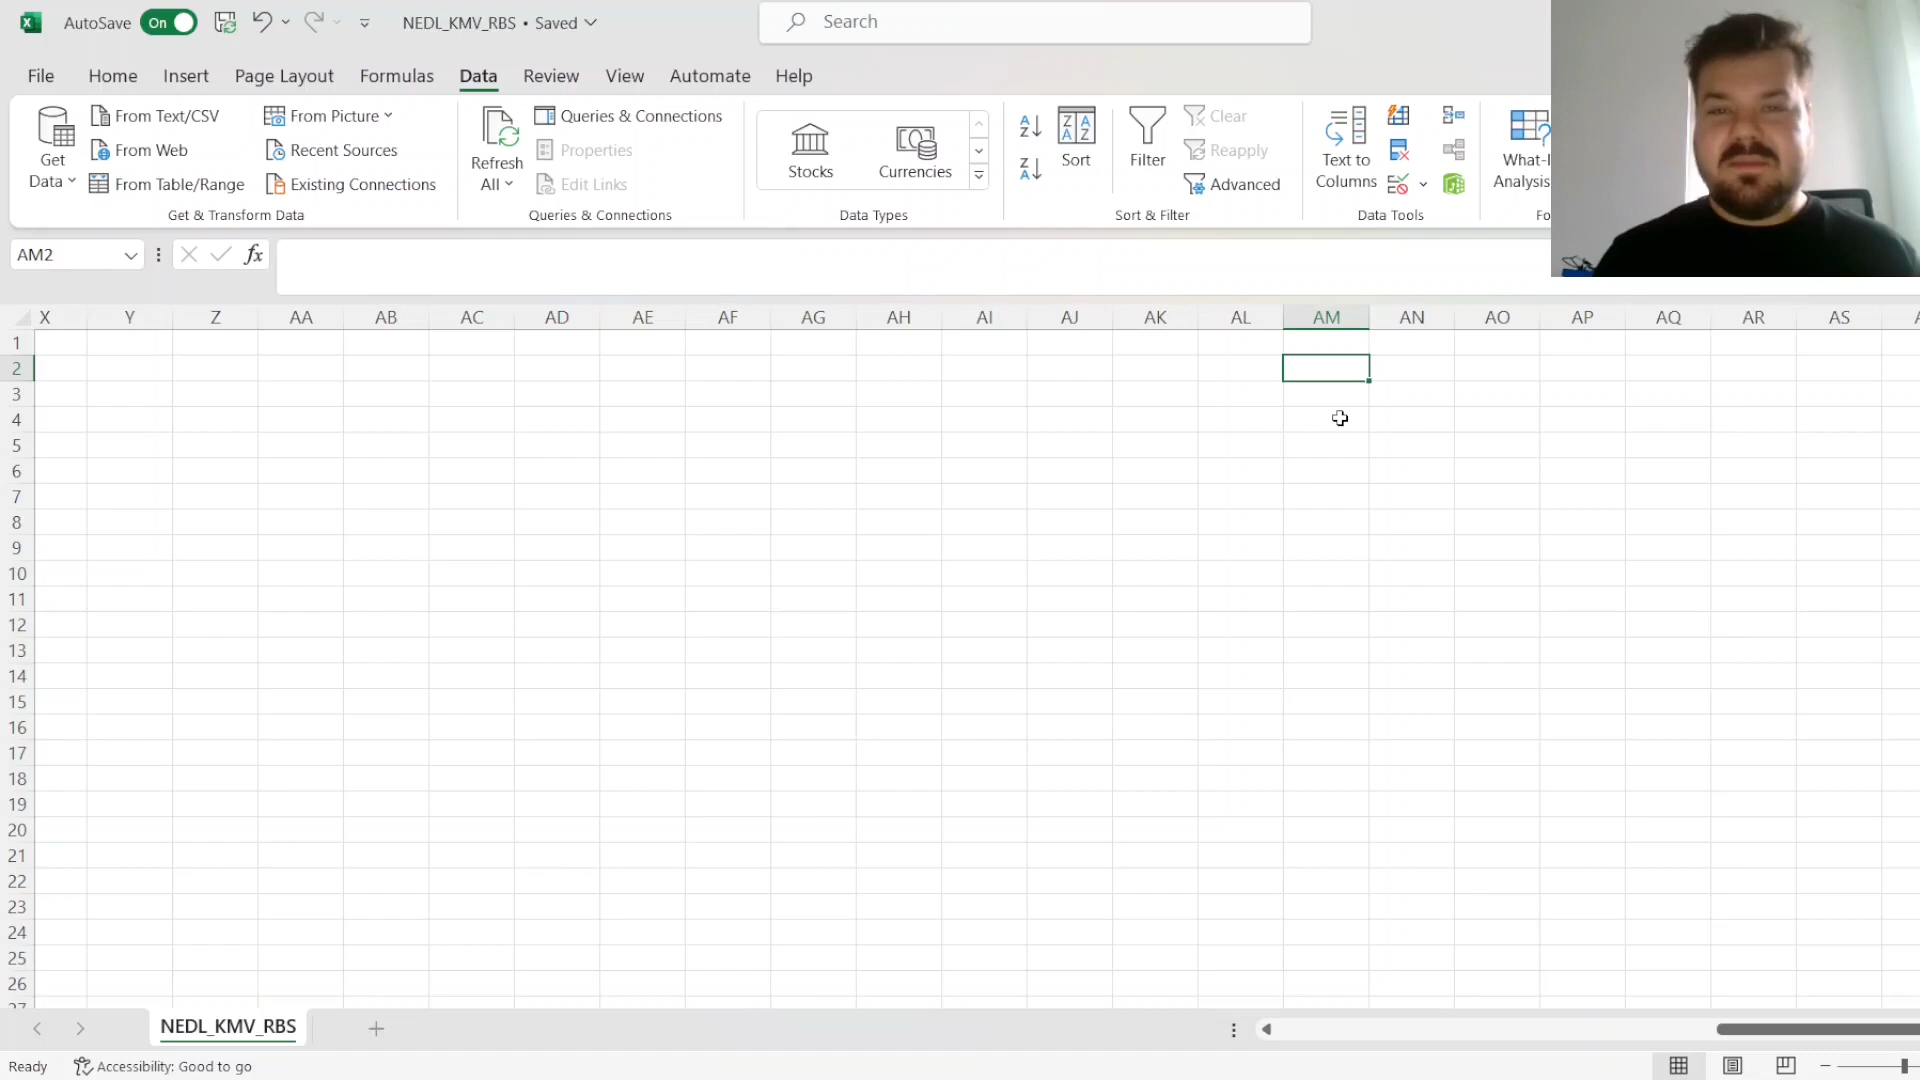 AutoSave On NEDL_KMV_RBS • Saved Search
File Home Insert Page Layout Formulas Data Review View Automate Help
Get Data
From Text/CSV
From Web
From Table/Range
From Picture
Recent Sources
Existing Connections
Get & Transform Data
Refresh All
Queries & Connections
Properties
Edit Links
Queries & Connections
Stocks
Currencies
Data Types
Sort
Filter
Clear
Reapply
Advanced
Sort & Filter
Text to Columns
Data Tools
What-I
Analysis
Fo
AM2
fx
X Y Z AA AB AC AD AE AF AG AH AI AJ AK AL AM AN AO AP AQ AR AS
1
2
3
4
5
6
7
8
9
10
11
12
13
14
15
16
17
18
19
20
21
22
23
24
25
26
27
NEDL_KMV_RBS
Ready Accessibility: Good to go